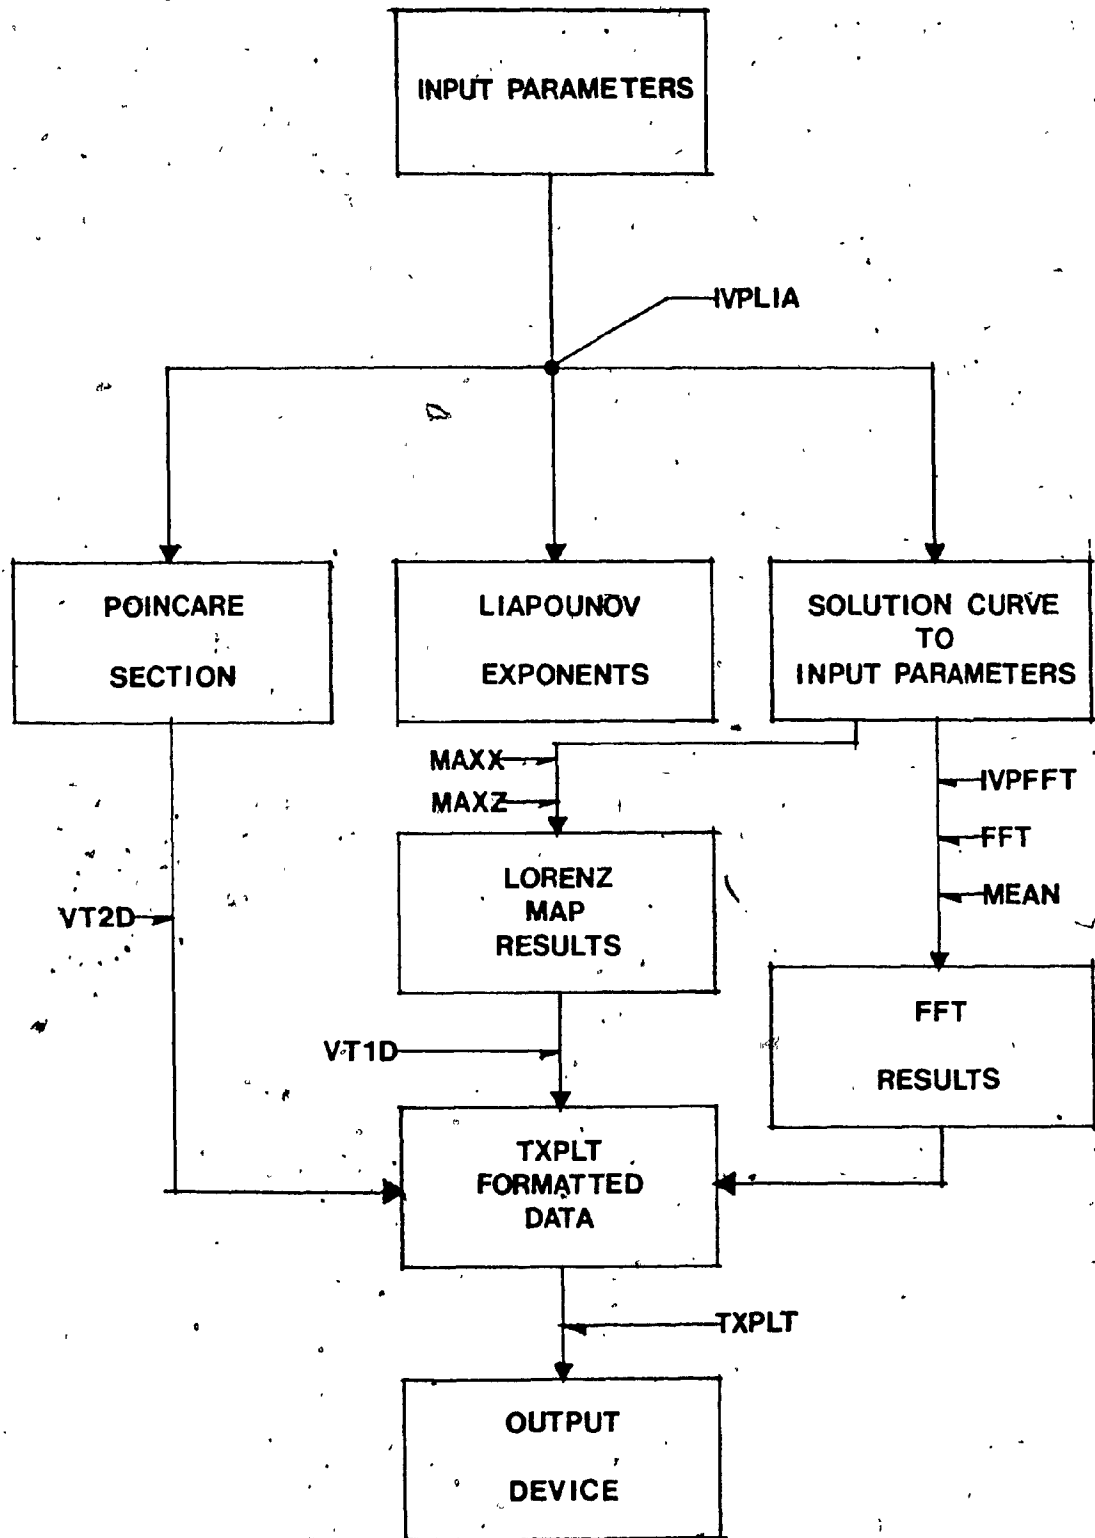 INPUT PARAMETERS
IVPLIA
POINCARE
SECTION
LIAPOUNOV
EXPONENTS
SOLUTION CURVE
TO
INPUT PARAMETERS
MAXX
MAXZ
IVPFFT
FFT
MEAN
LORENZ
MAP
RESULTS
VT2D
FFT
RESULTS
VT1D
TXPLT
FORMATTED
DATA
TXPLT
OUTPUT
DEVICE